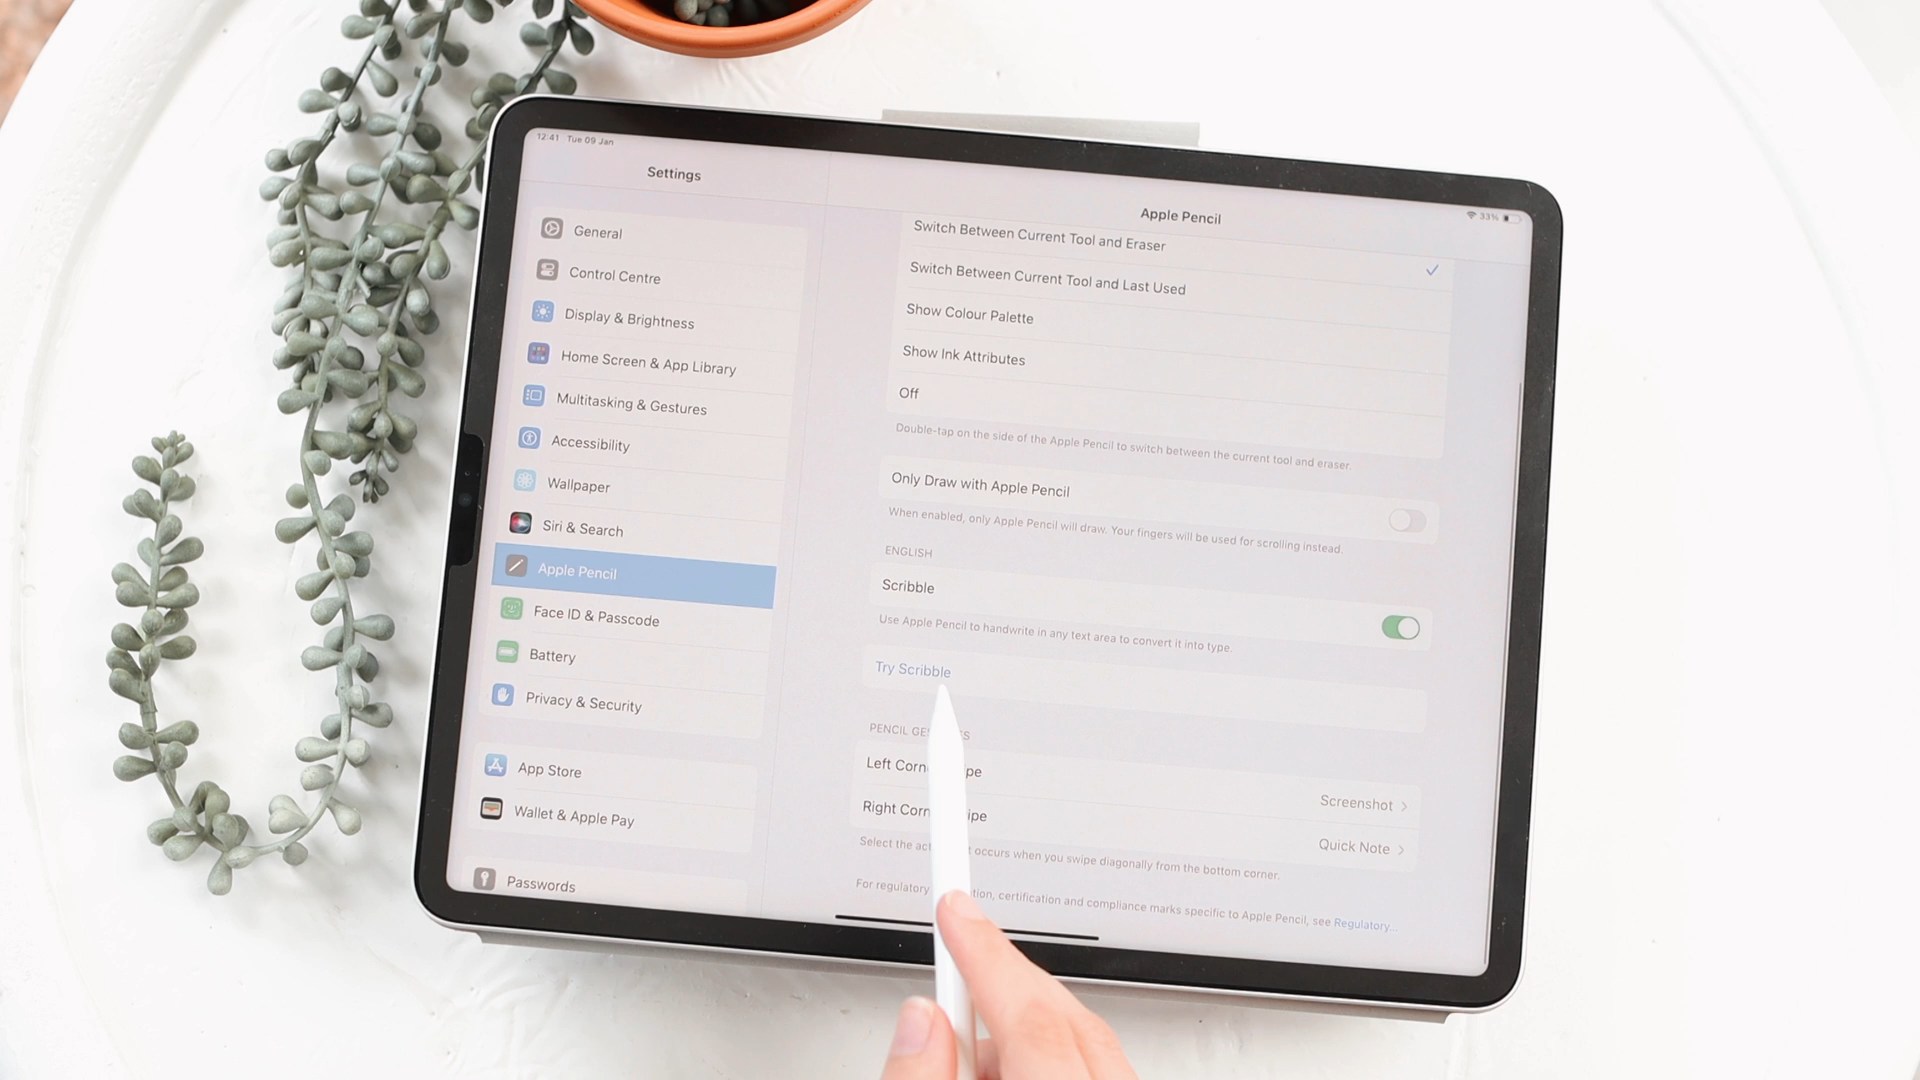 12:41 Tue 09 Jan
33%
Settings
General
Control Centre
Display & Brightness
Home Screen & App Library
Multitasking & Gestures
Accessibility
Wallpaper
Siri & Search
Apple Pencil
Face ID & Passcode
Battery
Privacy & Security
App Store
Wallet & Apple Pay
Passwords
Apple Pencil
Switch Between Current Tool and Eraser
Switch Between Current Tool and Last Used
Show Colour Palette
Show Ink Attributes
Off
Double-tap on the side of the Apple Pencil to switch between the current tool and eraser.
Only Draw with Apple Pencil
When enabled, only Apple Pencil will draw. Your fingers will be used for scrolling instead.
ENGLISH
Scribble
Use Apple Pencil to handwrite in any text area to convert it into type.
Try Scribble
PENCIL
Left Screenshot
Right Quick Note
Select the occurs when you swipe diagonally from the bottom corner.
For regulatory certification and compliance marks specific to Apple Pencil, see Regulatory...